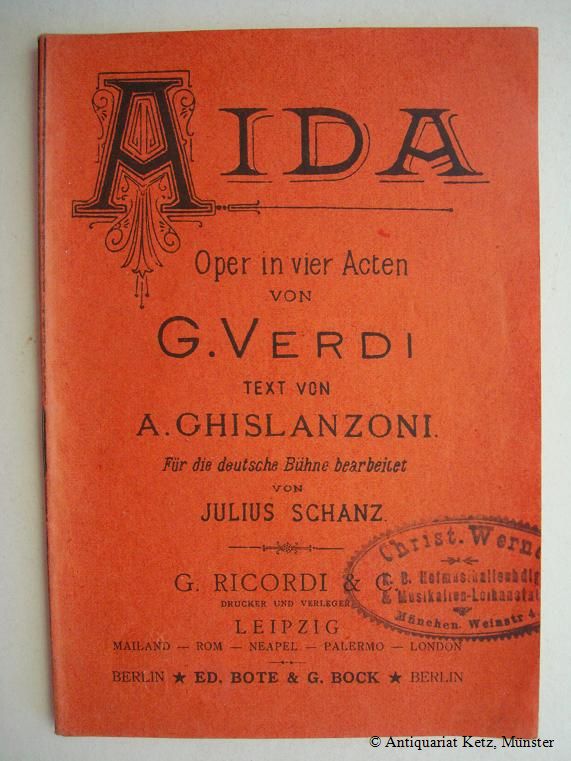 AIDA
Oper in vier Acten
VON
G. VERDI
TEXT VON
A. GHISLANZONI.
Für die deutsche Bühne bearbeitet
VON
JULIUS SCHANZ.
G. RICORDI & C
DRUCKER UND VERLEGER
LEIPZIG
MAILAND — ROM — NEAPEL — PALERMO — LONDON
BERLIN ★ ED. BOTE & G. BOCK ★ BERLIN
Christ. Werne
K. B. Hofmusikalienhdlg
& Musikalien-Leihanstal
München. Weinstr 4.
© Antiquariat Ketz, Münster